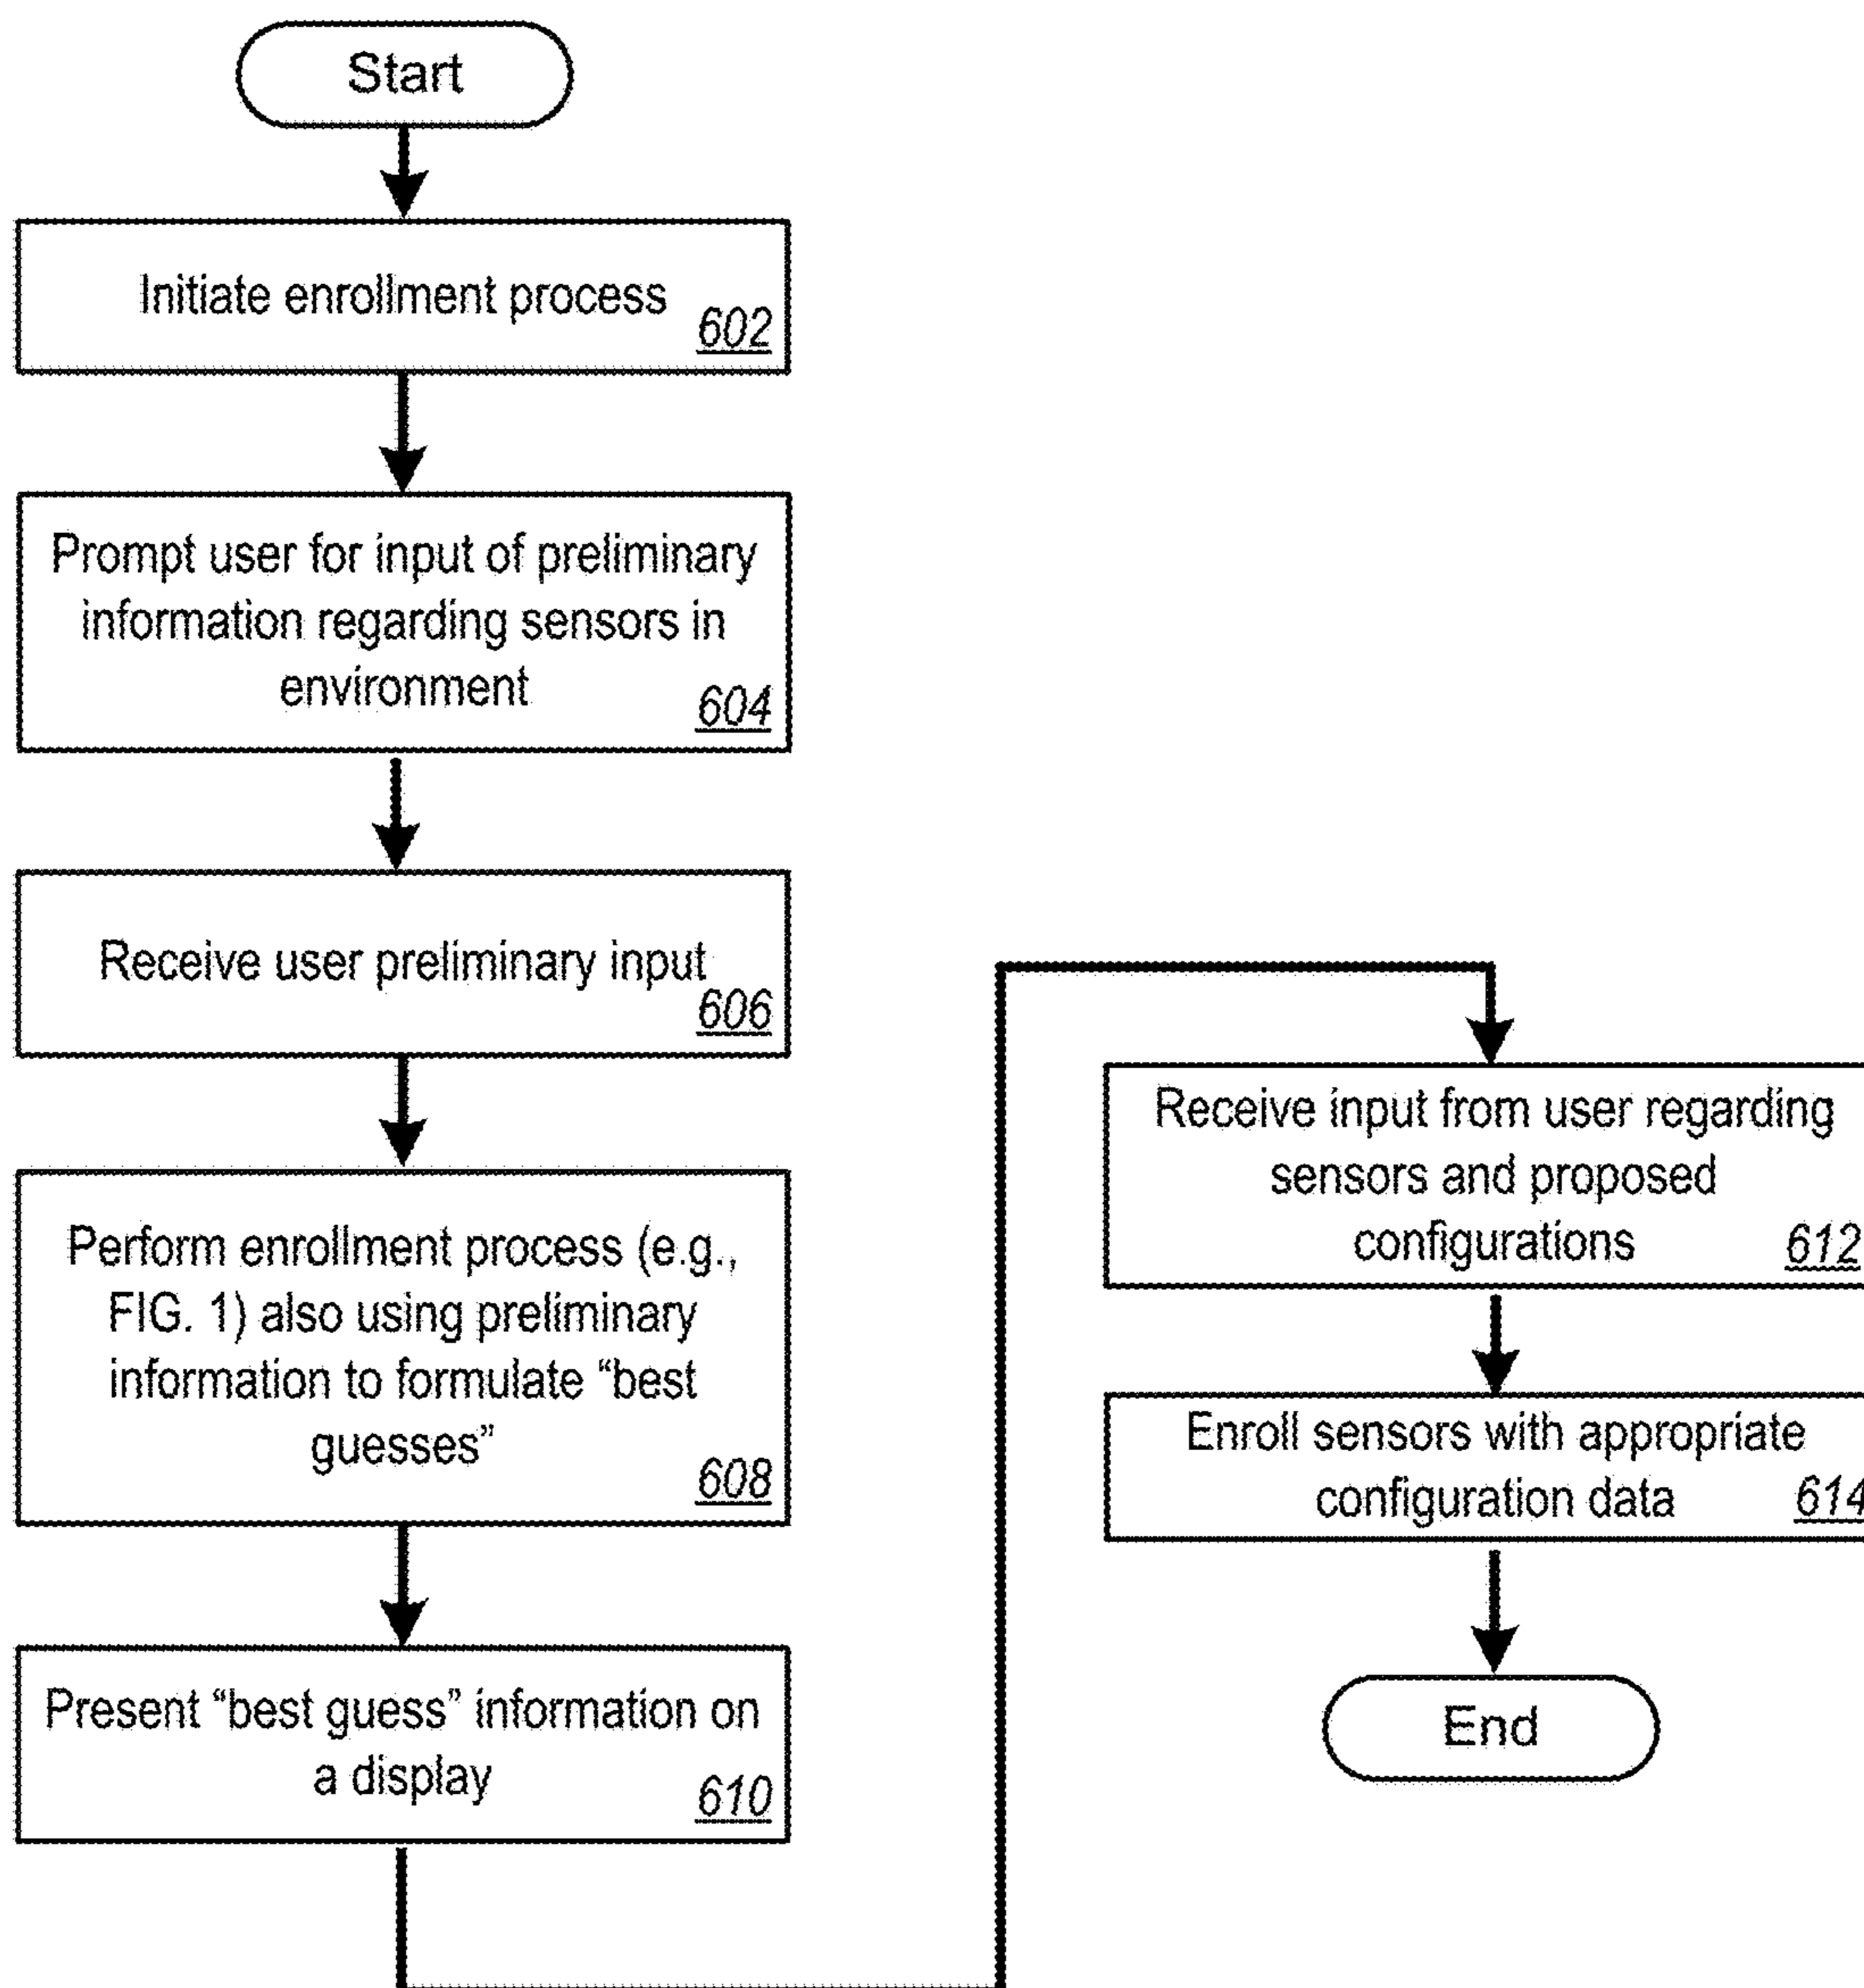 Start
Initiate enrollment process
602
Prompt user for input of preliminary
information regarding sensors in
environment
604
Receive user preliminary input
606
Perform enrollment process (e.g.,
FIG. 1) also using preliminary
information to formulate “best
guesses”
608
Present “best guess” information on
a display
610
Receive input from user regarding
sensors and proposed
configurations
612
Enroll sensors with appropriate
configuration data
614
End